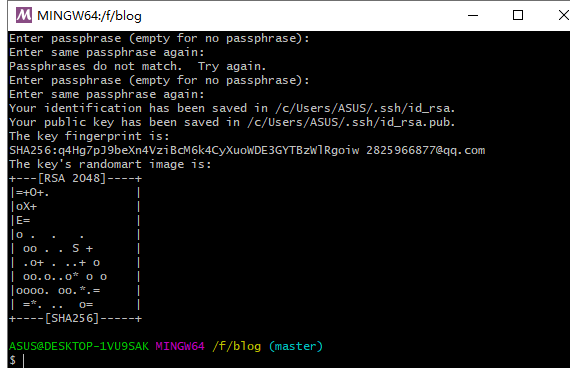 MINGW64:/f/blog
Enter passphrase (empty for no passphrase):
Enter same passphrase again:
Passphrases do not match.  Try again.
Enter passphrase (empty for no passphrase):
Enter same passphrase again:
Your identification has been saved in /c/Users/ASUS/.ssh/id_rsa.
Your public key has been saved in /c/Users/ASUS/.ssh/id_rsa.pub.
The key fingerprint is:
SHA256:q4Hg7pJ9beXn4VziBcM6k4CyXuoWDE3GYTBzWlRgoiw 2825966877@qq.com
The key's randomart image is:
+---[RSA 2048]----+
|=+O+.            |
|oX+              |
|E=               |
|o .  .   .       |
| oo . . S +      |
| .o+ . ..+ o     |
| oo.o..o* o o    |
|oooo. oo.*.=     |
| =*. ..  o=      |
+----[SHA256]-----+
ASUS@DESKTOP-1VU9SAK MINGW64 /f/blog (master)
$